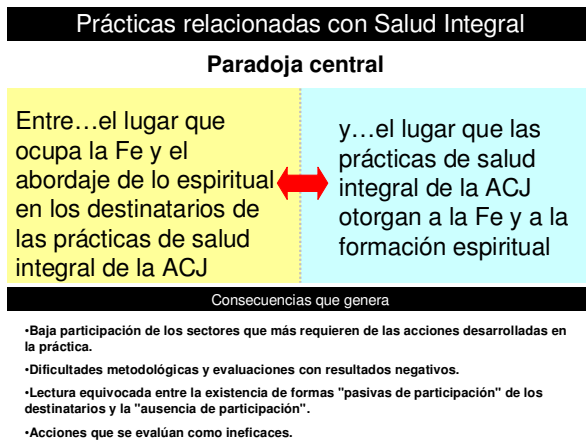 Prácticas relacionadas con Salud Integral
Paradoja central
Entre…el lugar que
ocupa la Fe y el
abordaje de lo espiritual
en los destinatarios de
las prácticas de salud
integral de la ACJ
y…el lugar que las
prácticas de salud
integral de la ACJ
otorgan a la Fe y a la
formación espiritual
Consecuencias que genera
•Baja participación de los sectores que más requieren de las acciones desarrolladas en
la práctica.
•Dificultades metodológicas y evaluaciones con resultados negativos.
•Lectura equivocada entre la existencia de formas "pasivas de participación" de los
destinatarios y la "ausencia de participación".
•Acciones que se evalúan como ineficaces.